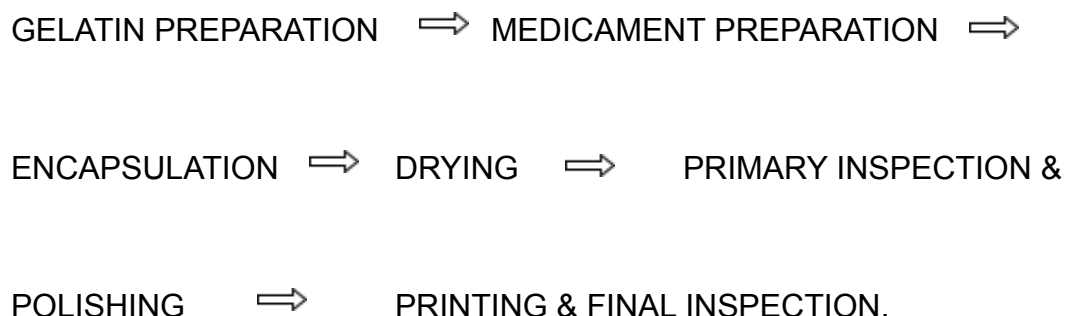 GELATIN PREPARATION ⇒ MEDICAMENT PREPARATION ⇒
ENCAPSULATION ⇒ DRYING ⇒ PRIMARY INSPECTION &
POLISHING ⇒ PRINTING & FINAL INSPECTION.